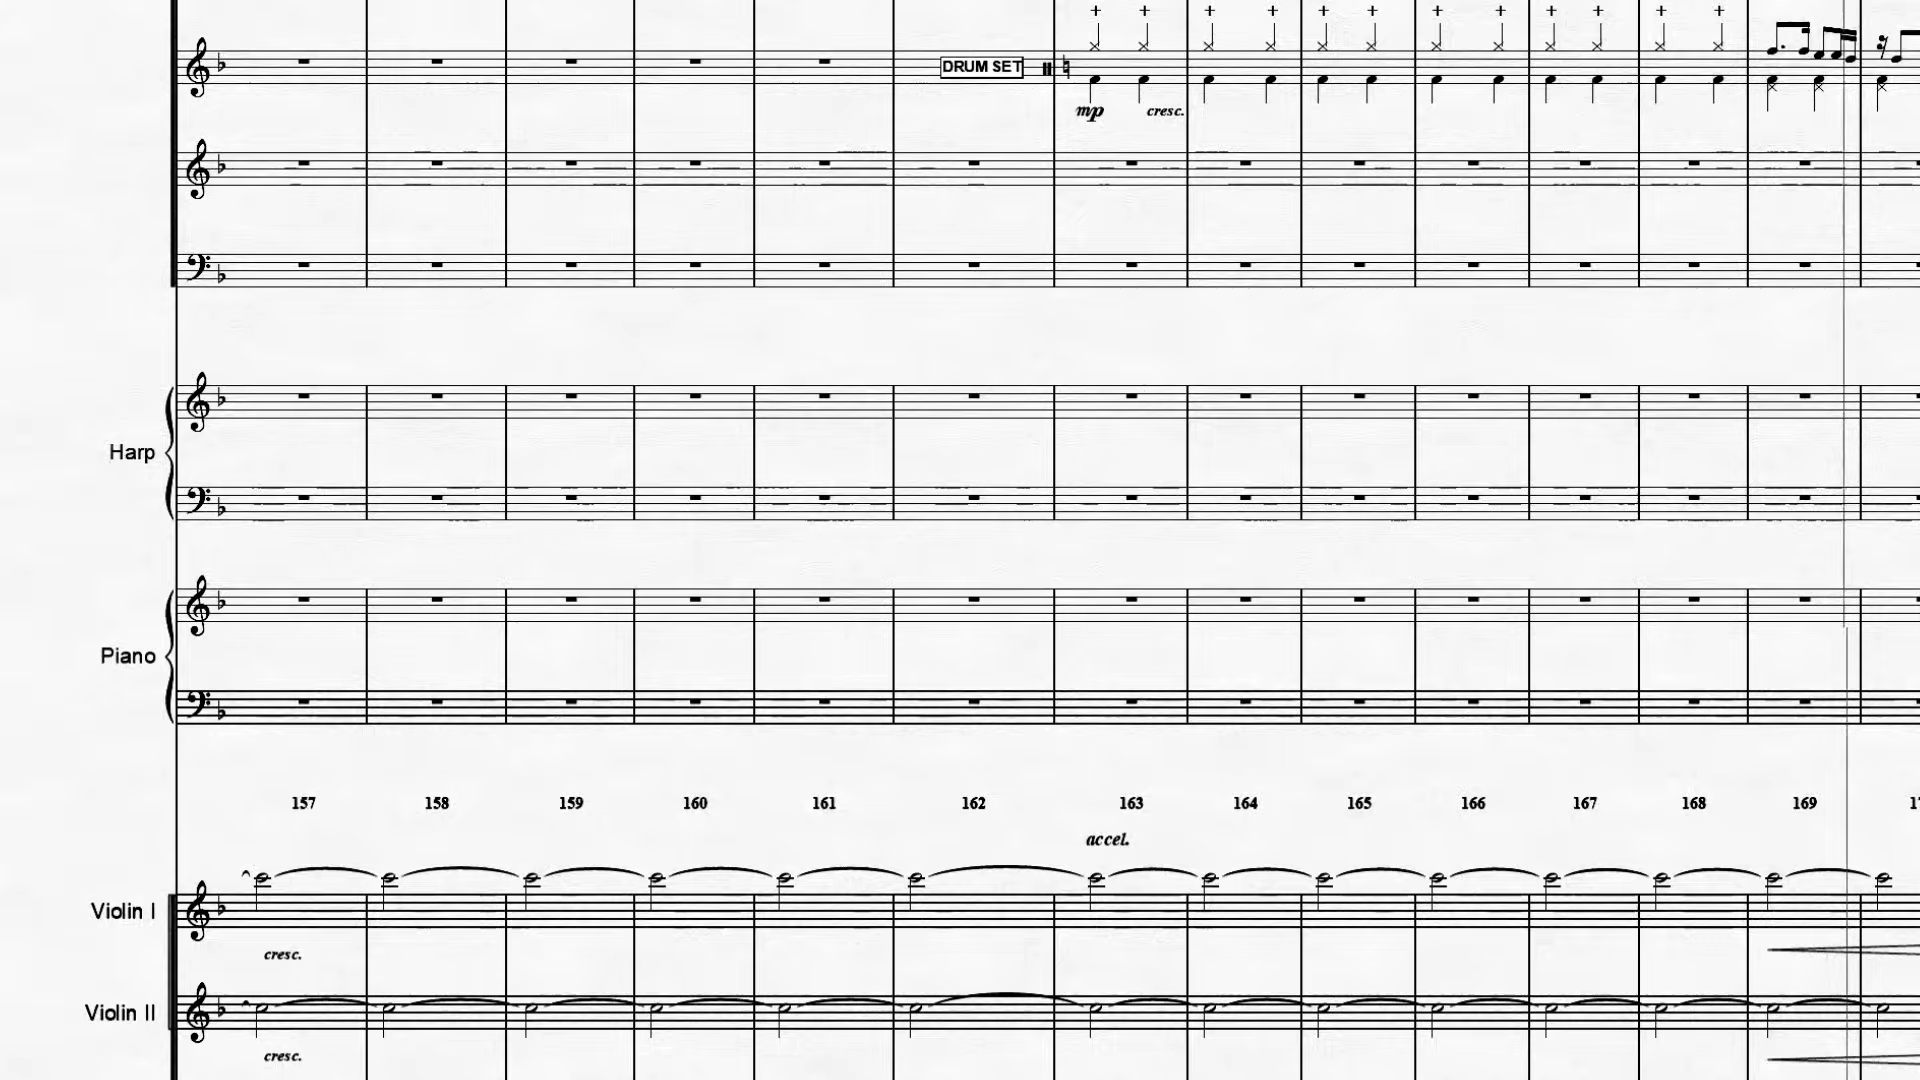 + + + + + + + + + + + +
DRUM SET
mp cresc.
Harp
Piano
157 158 159 160 161 162 163 164 165 166 167 168 169
accel.
Violin I
cresc.
Violin II
cresc.